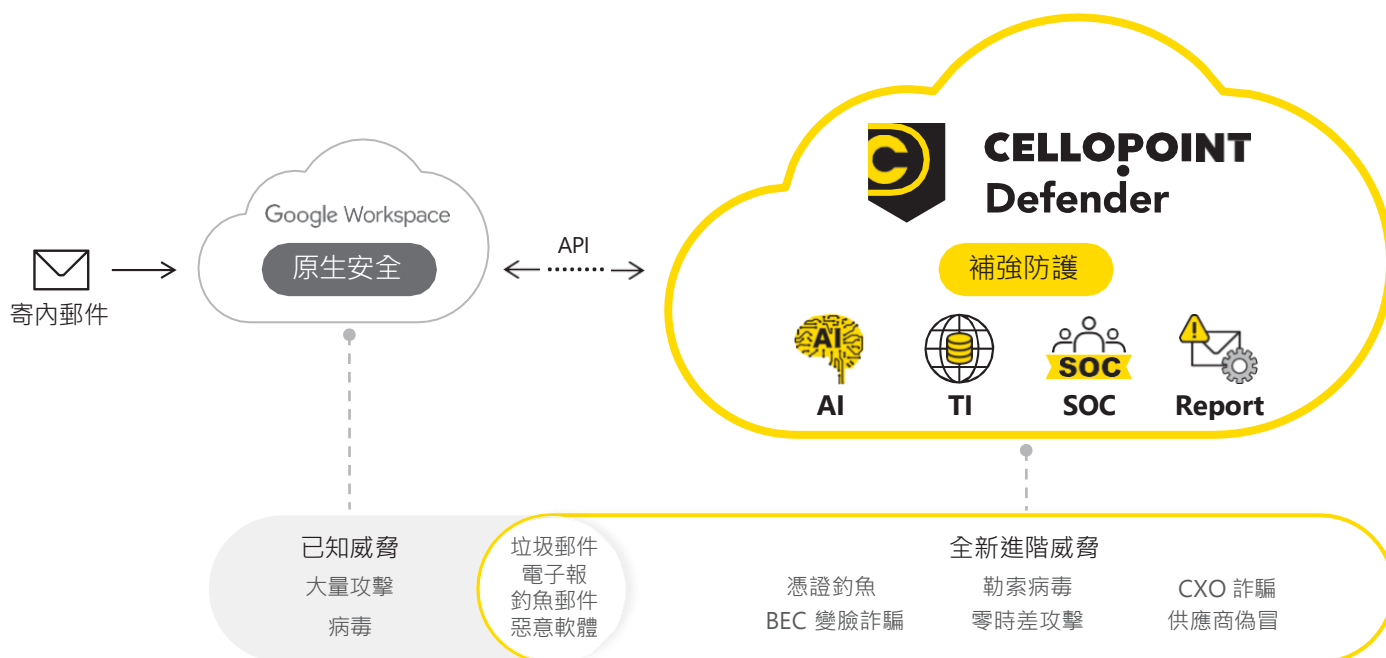 CELLOPOINT
Defender
Google Workspace
原生安全
API
補強防護
寄內郵件
AI
SOC
AI
TI
SOC
Report
已知威脅
大量攻擊
病毒
垃圾郵件
電子報
釣魚郵件
惡意軟體
全新進階威脅
憑證釣魚
勒索病毒
CXO 詐騙
BEC 變臉詐騙
零時差攻擊
供應商偽冒